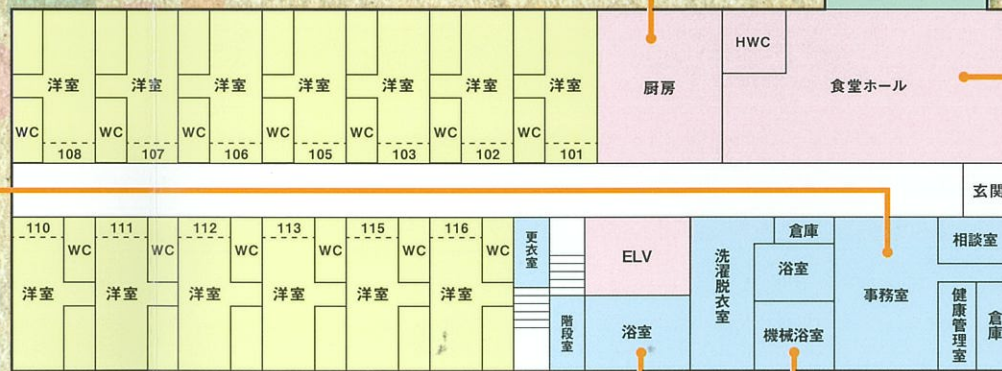 洋室
洋室
洋室
洋室
洋室
洋室
洋室
厨房
HWC
食堂ホール
WC
WC
WC
WC
WC
WC
WC
108
107
106
105
103
102
101
玄関
110
111
112
113
115
116
WC
WC
WC
WC
WC
WC
洋室
洋室
洋室
洋室
洋室
洋室
更衣室
階段室
ELV
浴室
洗濯脱衣室
倉庫
浴室
機械浴室
事務室
相談室
健康管理室
倉庫